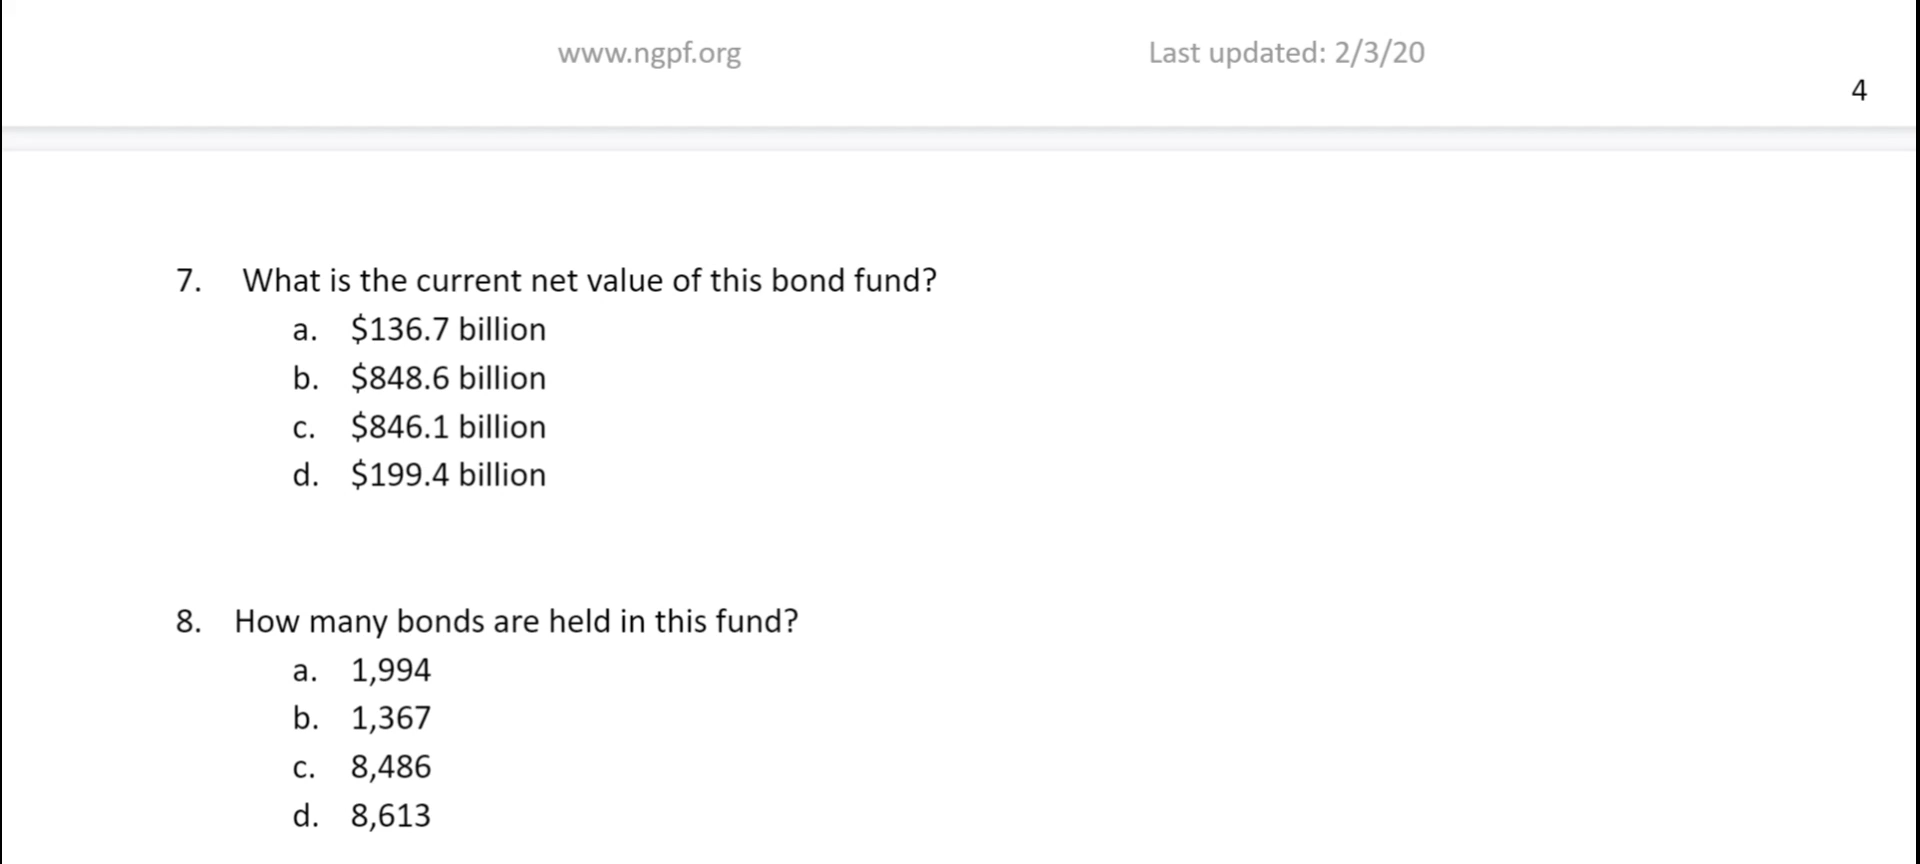 www.ngpf.org Last updated: 2/3/20
4
7. What is the current net value of this bond fund?
a. $136.7 billion
b. $848.6 billion
c. $846.1 billion
d. $199.4 billion
8. How many bonds are held in this fund?
a. 1,994
b. 1,367
c. 8,486
d. 8,613